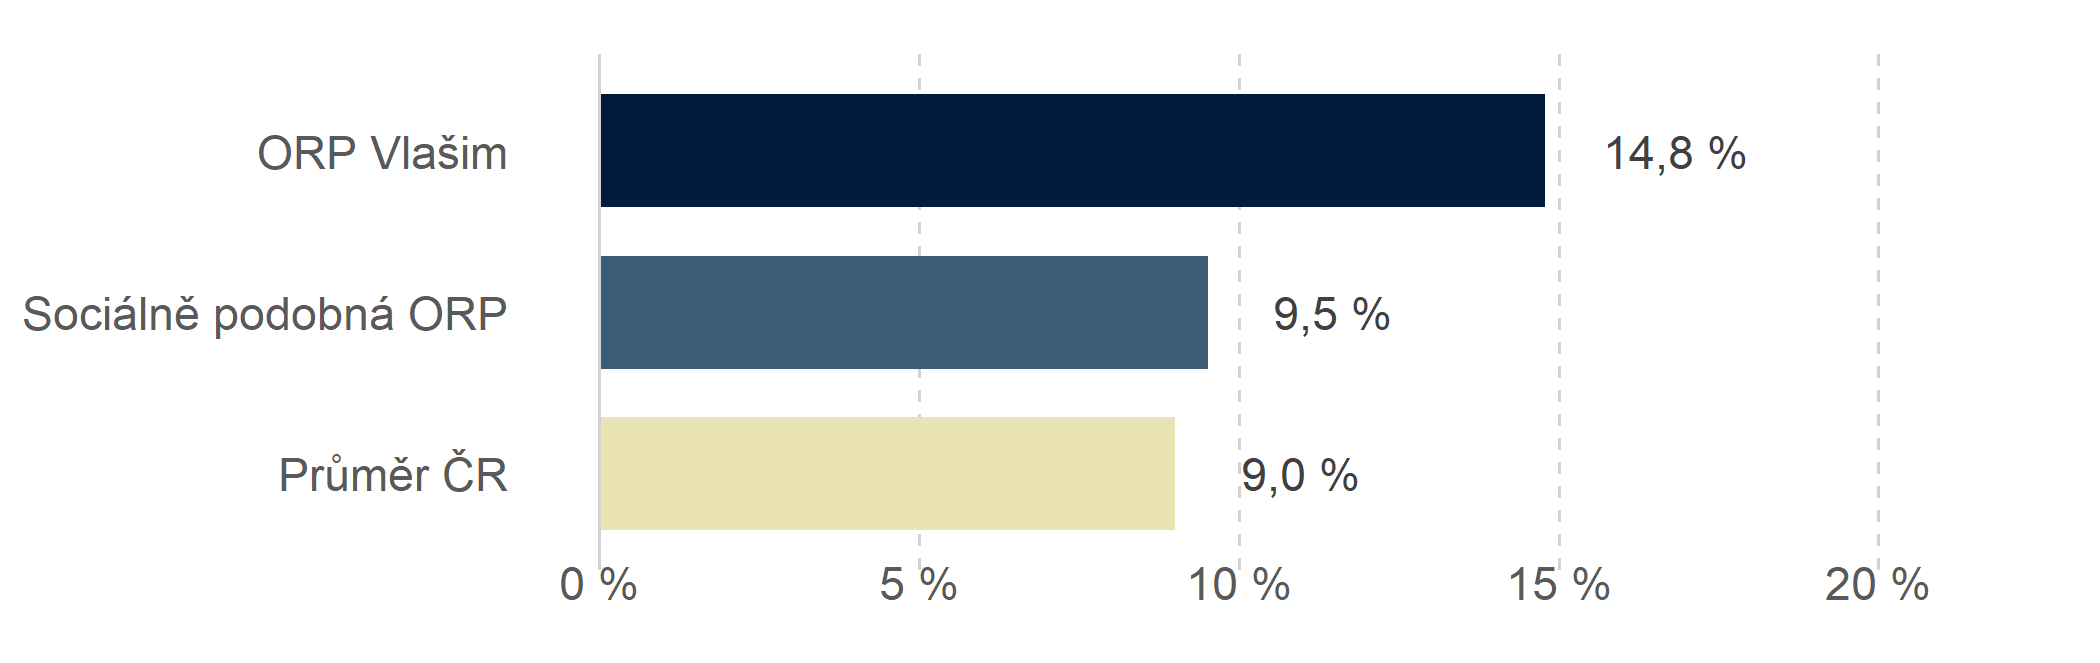 ORP Vlašim
14,8 %
Sociálně podobná ORP
9,5 %
Průměr ČR
9,0 %
0 %
5 %
10 %
15 %
20 %